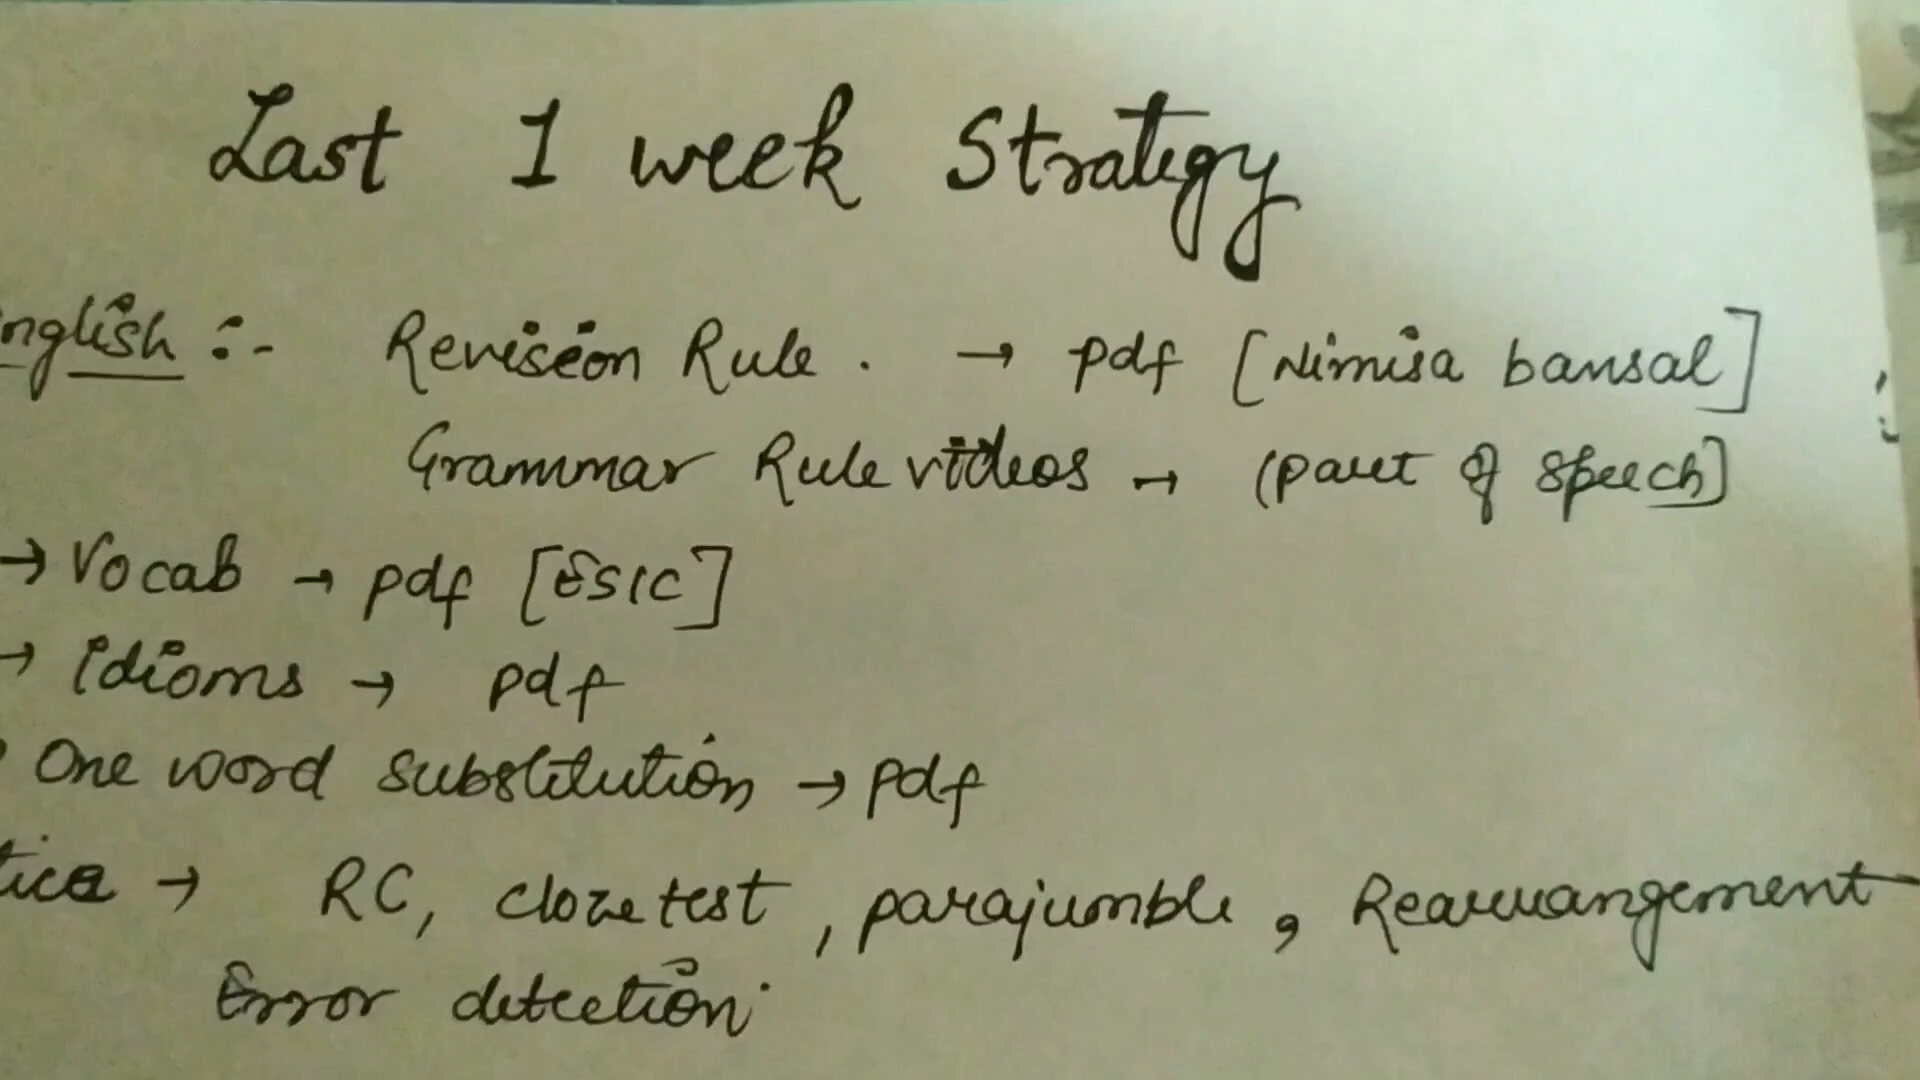 Last 1 week Strategy
nglish :- Revision Rule. → pdf [Nimisa bansal]
Grammar Rule videos → (part of speech]
→ Vocab → pdf [ESIC]
→ idioms → pdf
One word substitution → pdf
tice → RC, cloze test, parajumble, Rearrangement
Error detection